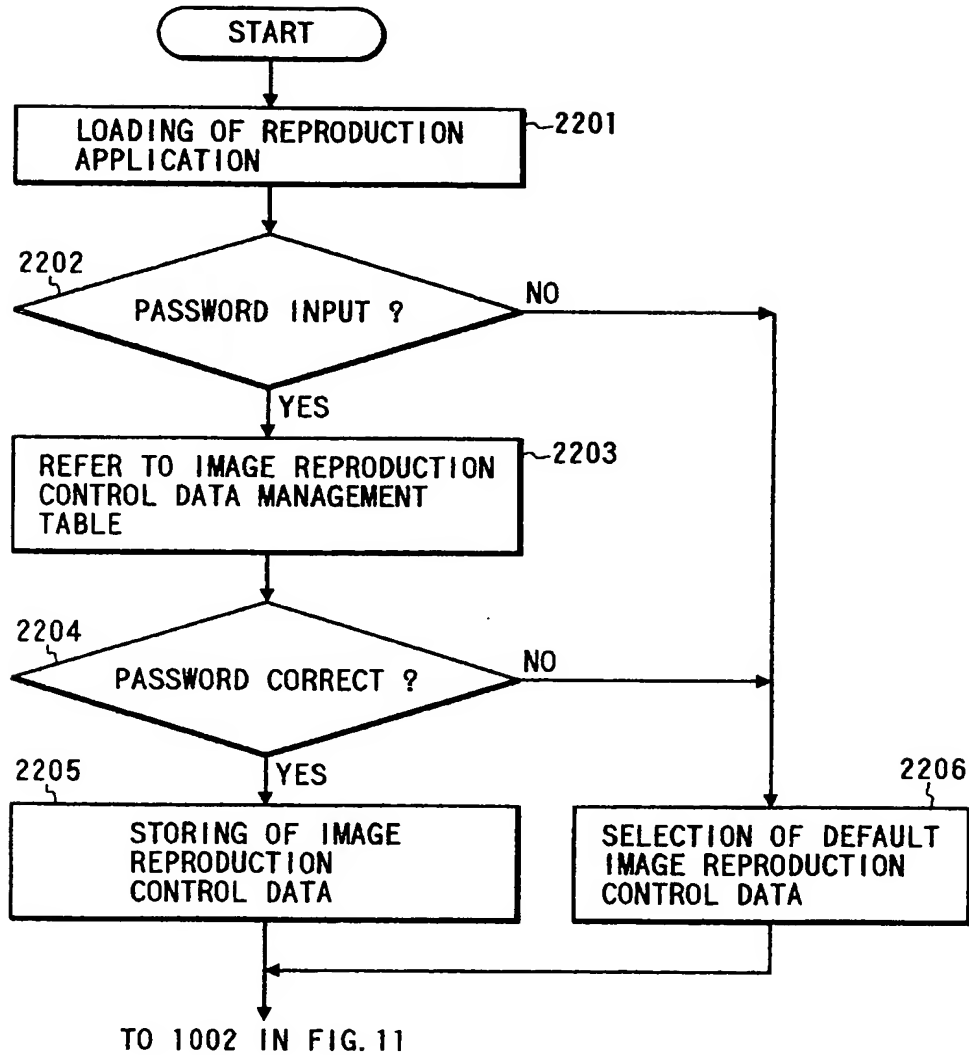 START
LOADING OF REPRODUCTION
APPLICATION
2201
2202
PASSWORD INPUT ?
NO
YES
REFER TO IMAGE REPRODUCTION
CONTROL DATA MANAGEMENT
TABLE
2203
2204
PASSWORD CORRECT ?
NO
YES
2205
STORING OF IMAGE
REPRODUCTION
CONTROL DATA
2206
SELECTION OF DEFAULT
IMAGE REPRODUCTION
CONTROL DATA
TO 1002 IN FIG. 11